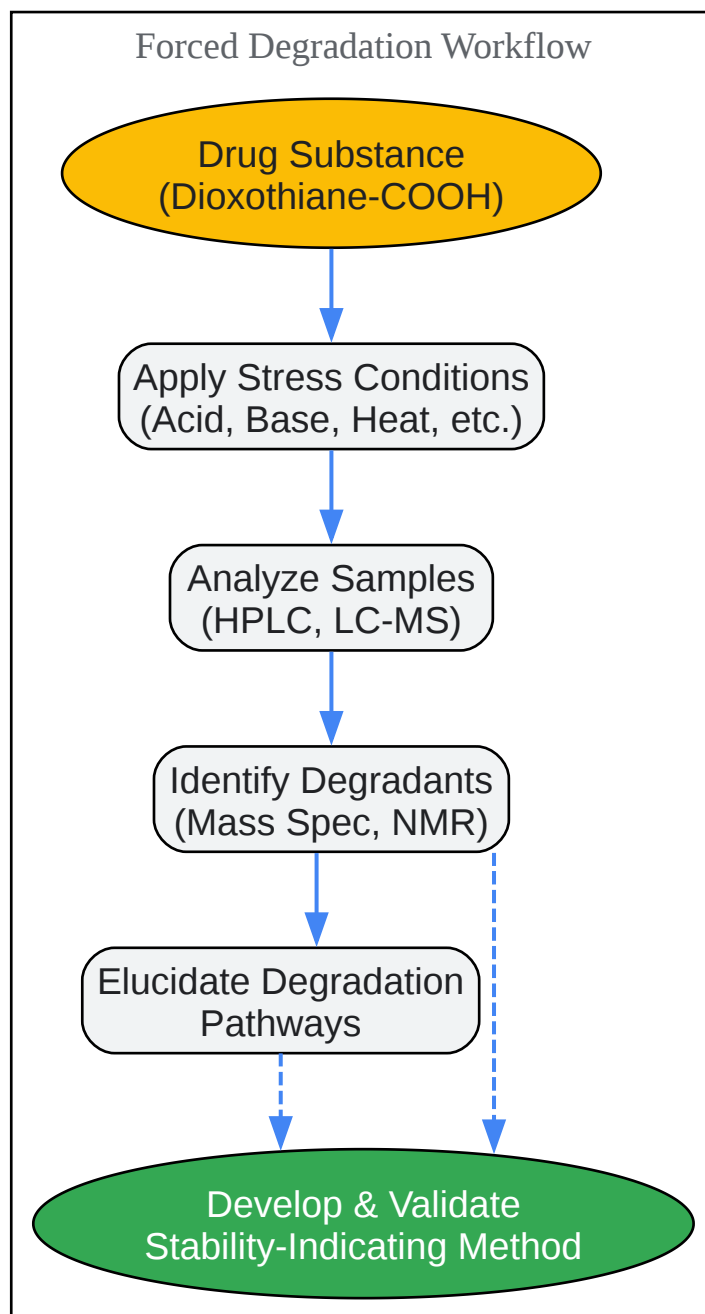 Forced Degradation Workflow
Drug Substance
(Dioxothiane-COOH)
Apply Stress Conditions
(Acid, Base, Heat, etc.)
Analyze Samples
(HPLC, LC-MS)
Identify Degradants
(Mass Spec, NMR)
Elucidate Degradation
Pathways
Develop & Validate
Stability-Indicating Method